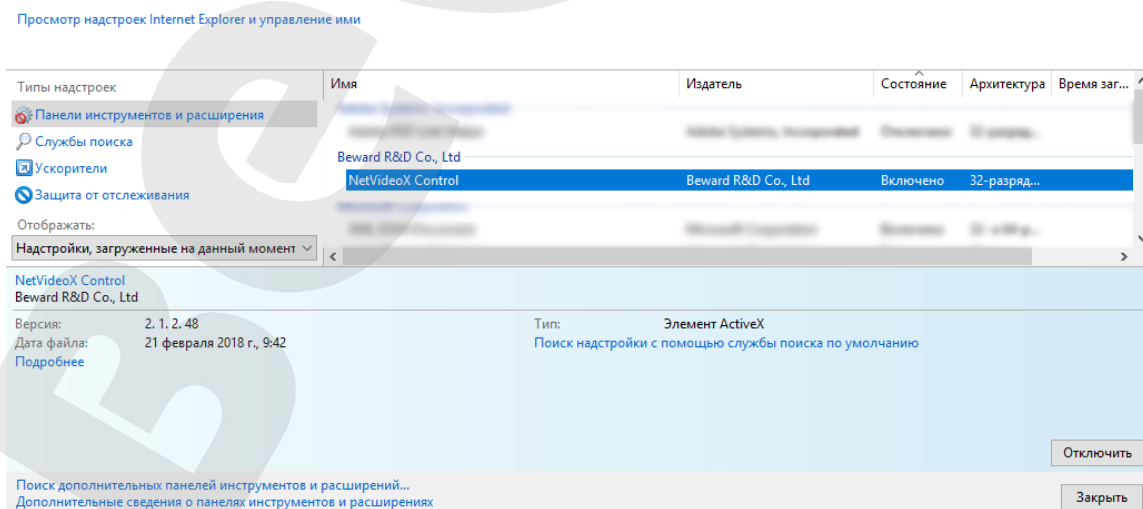 Просмотр надстроек Internet Explorer и управление ими
Типы надстроек
Панели инструментов и расширения
Службы поиска
Ускорители
Защита от отслеживания
Отображать:
Надстройки, загруженные на данный момент
Имя Издатель Состояние Архитектура Время заг...
Beward R&D Co., Ltd
NetVideoX Control Beward R&D Co., Ltd Включено 32-разряд...
NetVideoX Control
Beward R&D Co., Ltd
Версия: 2. 1. 2. 48
Дата файла: 21 февраля 2018 г., 9:42
Подробнее
Тип: Элемент ActiveX
Поиск надстройки с помощью службы поиска по умолчанию
Отключить
Поиск дополнительных панелей инструментов и расширений...
Дополнительные сведения о панелях инструментов и расширениях
Закрыть